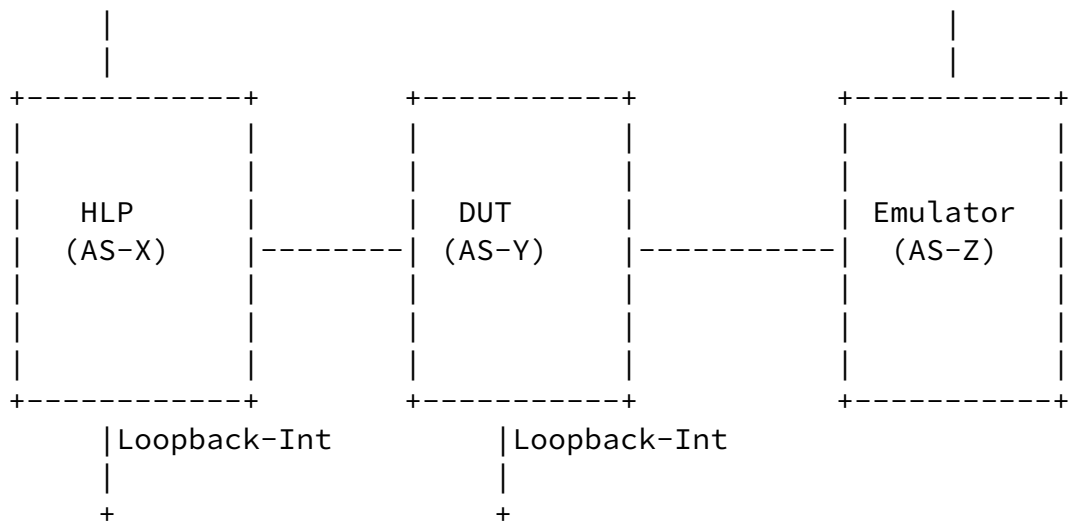 HLP DUT Emulator
(AS-X) (AS-Y) (AS-Z)
Loopback-Int Loopback-Int